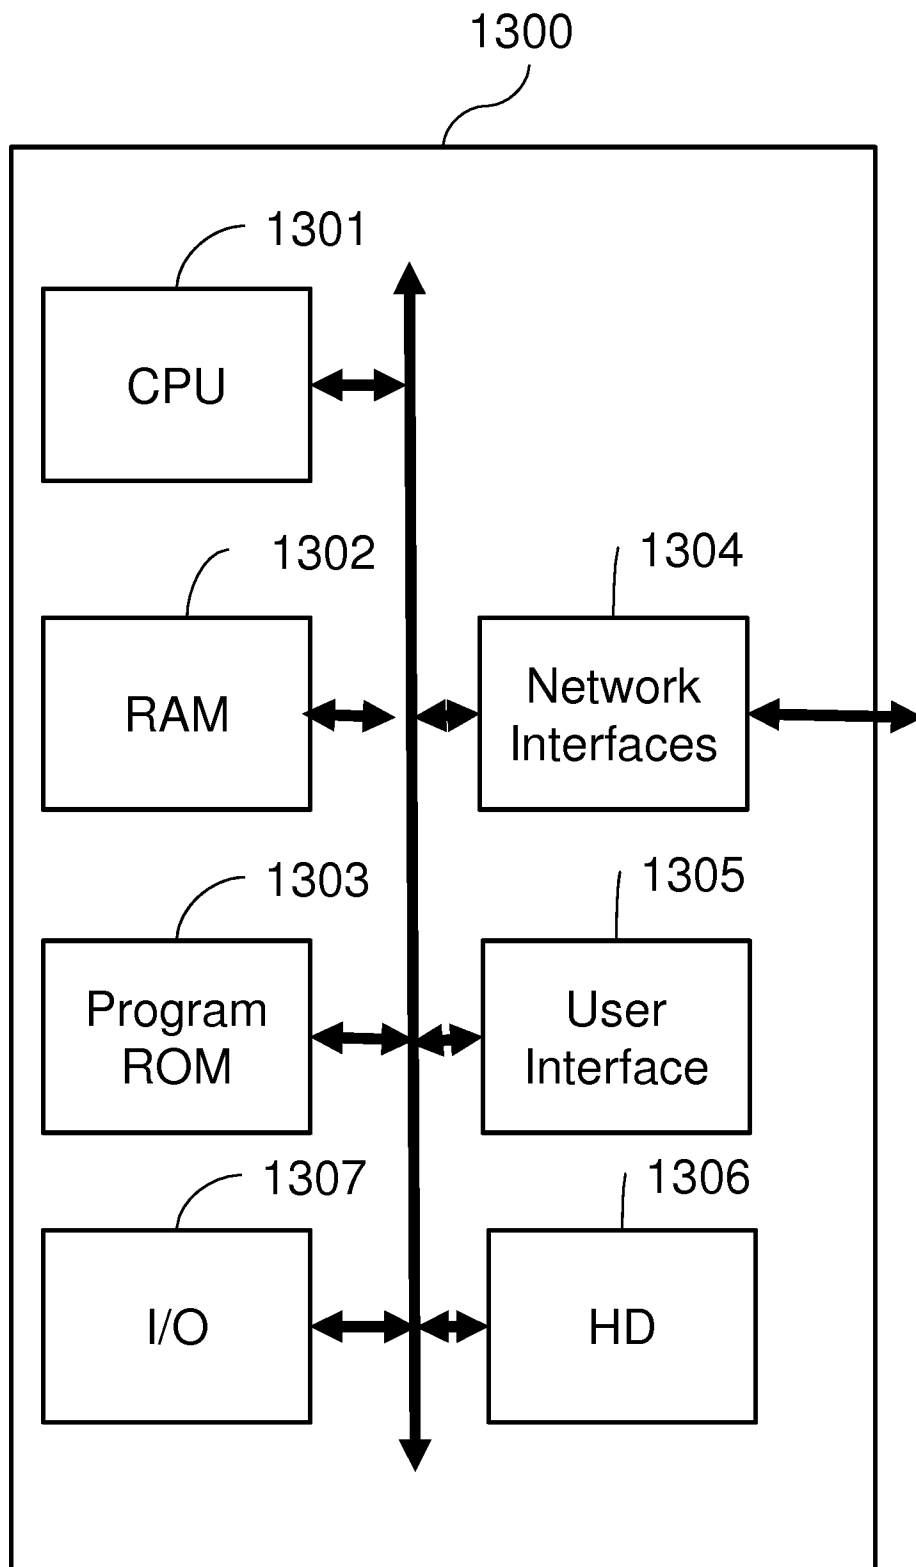 1300
1301
CPU
1302
RAM
1304
Network
Interfaces
1303
Program
ROM
1305
User
Interface
1307
I/O
1306
HD